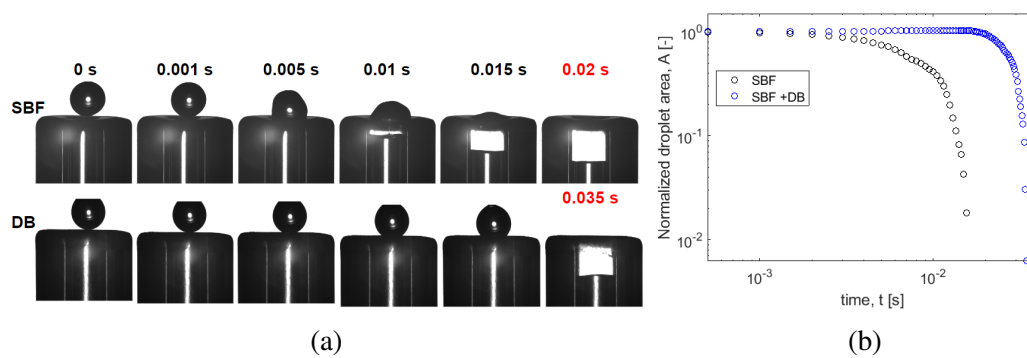 0 s 0.001 s 0.005 s 0.01 s 0.015 s 0.02 s
SBF
0.035 s
DB
(a)
Normalized droplet area, A [-]
10^0
10^-1
10^-2
SBF
SBF +DB
10^-3 10^-2
time, t [s]
(b)